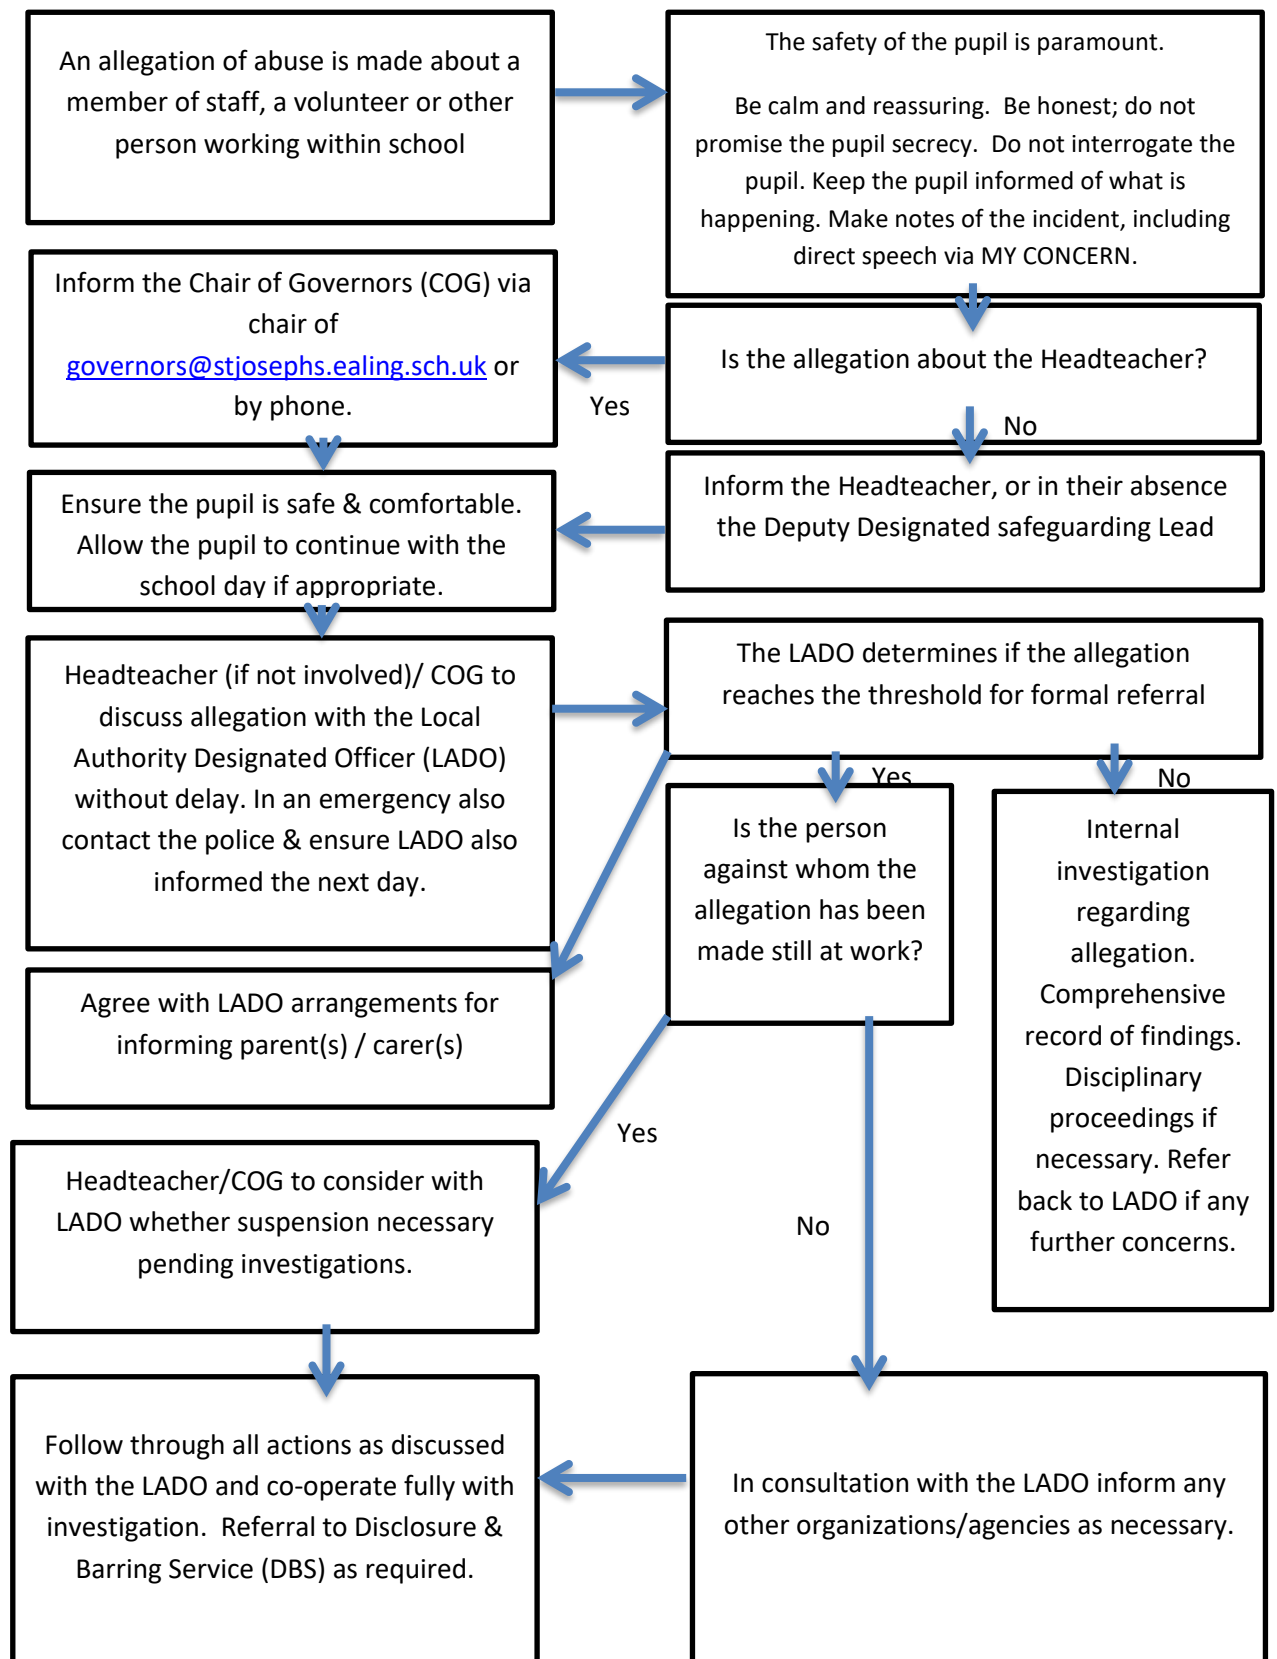 An allegation of abuse is made about a
member of staff, a volunteer or other
person working within school
The safety of the pupil is paramount.
Be calm and reassuring.  Be honest; do not
promise the pupil secrecy.  Do not interrogate the
pupil. Keep the pupil informed of what is
happening. Make notes of the incident, including
direct speech via MY CONCERN.
Inform the Chair of Governors (COG) via
chair of
governors@stjosephs.ealing.sch.uk or
by phone.
Yes
Is the allegation about the Headteacher?
No
Ensure the pupil is safe & comfortable.
Allow the pupil to continue with the
school day if appropriate.
Inform the Headteacher, or in their absence
the Deputy Designated safeguarding Lead
Headteacher (if not involved)/ COG to
discuss allegation with the Local
Authority Designated Officer (LADO)
without delay. In an emergency also
contact the police & ensure LADO also
informed the next day.
The LADO determines if the allegation
reaches the threshold for formal referral
Yes
No
Is the person
against whom the
allegation has been
made still at work?
Internal
investigation
regarding
allegation.
Comprehensive
record of findings.
Disciplinary
proceedings if
necessary. Refer
back to LADO if any
further concerns.
Agree with LADO arrangements for
informing parent(s) / carer(s)
Yes
No
Headteacher/COG to consider with
LADO whether suspension necessary
pending investigations.
Follow through all actions as discussed
with the LADO and co-operate fully with
investigation.  Referral to Disclosure &
Barring Service (DBS) as required.
In consultation with the LADO inform any
other organizations/agencies as necessary.